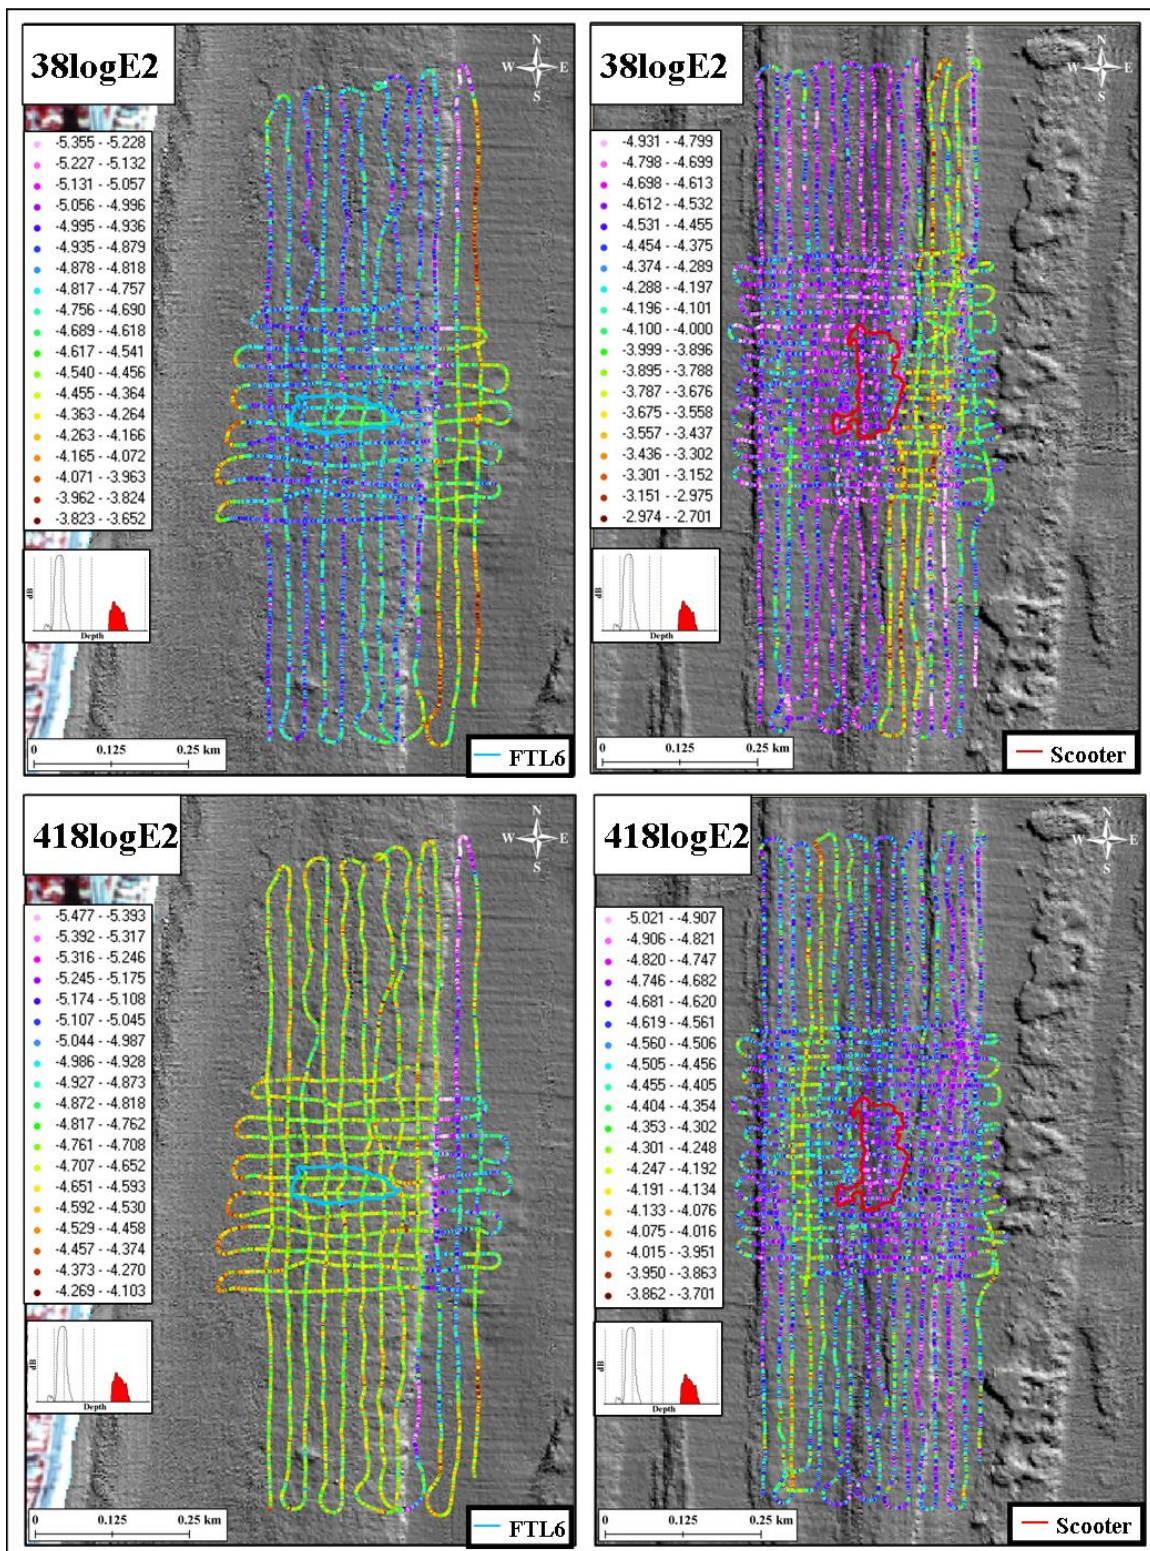 38logE2
N
W E
S
-5.355 - -5.228
-5.227 - -5.132
-5.131 - -5.057
-5.056 - -4.996
-4.995 - -4.936
-4.935 - -4.879
-4.878 - -4.818
-4.817 - -4.757
-4.756 - -4.690
-4.689 - -4.618
-4.617 - -4.541
-4.540 - -4.456
-4.455 - -4.364
-4.363 - -4.264
-4.263 - -4.166
-4.165 - -4.072
-4.071 - -3.963
-3.962 - -3.824
-3.823 - -3.652
dB
Depth
0 0.125 0.25 km
FTL6
38logE2
N
W E
S
-4.931 - -4.799
-4.798 - -4.699
-4.698 - -4.613
-4.612 - -4.532
-4.531 - -4.455
-4.454 - -4.375
-4.374 - -4.289
-4.288 - -4.197
-4.196 - -4.101
-4.100 - -4.000
-3.999 - -3.896
-3.895 - -3.788
-3.787 - -3.676
-3.675 - -3.558
-3.557 - -3.437
-3.436 - -3.302
-3.301 - -3.152
-3.151 - -2.975
-2.974 - -2.701
dB
Depth
0 0.125 0.25 km
Scooter
418logE2
N
W E
S
-5.477 - -5.393
-5.392 - -5.317
-5.316 - -5.246
-5.245 - -5.175
-5.174 - -5.108
-5.107 - -5.045
-5.044 - -4.987
-4.986 - -4.928
-4.927 - -4.873
-4.872 - -4.818
-4.817 - -4.762
-4.761 - -4.708
-4.707 - -4.652
-4.651 - -4.593
-4.592 - -4.530
-4.529 - -4.458
-4.457 - -4.374
-4.373 - -4.270
-4.269 - -4.103
dB
Depth
0 0.125 0.25 km
FTL6
418logE2
N
W E
S
-5.021 - -4.907
-4.906 - -4.821
-4.820 - -4.747
-4.746 - -4.682
-4.681 - -4.620
-4.619 - -4.561
-4.560 - -4.506
-4.505 - -4.456
-4.455 - -4.405
-4.404 - -4.354
-4.353 - -4.302
-4.301 - -4.248
-4.247 - -4.192
-4.191 - -4.134
-4.133 - -4.076
-4.075 - -4.016
-4.015 - -3.951
-3.950 - -3.863
-3.862 - -3.701
dB
Depth
0 0.125 0.25 km
Scooter